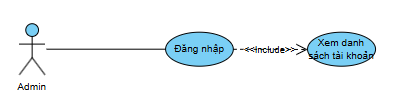 Đăng nhập
<<Include>>
Xem danh
sách tài khoản
Admin